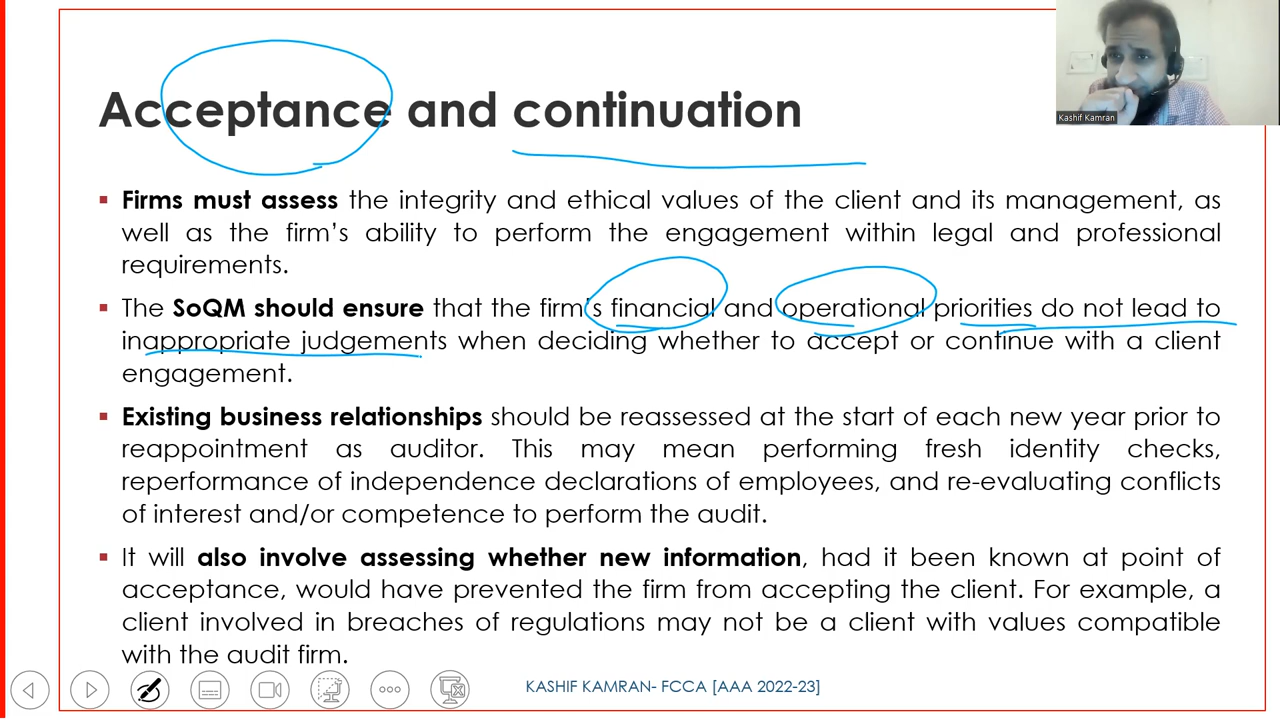 Acceptance and continuation
Kashif Kamran
▪ Firms must assess the integrity and ethical values of the client and its management, as
well as the firm's ability to perform the engagement within legal and professional
requirements.
▪ The SoQM should ensure that the firm's financial and operational priorities do not lead to
inappropriate judgements when deciding whether to accept or continue with a client
engagement.
▪ Existing business relationships should be reassessed at the start of each new year prior to
reappointment as auditor. This may mean performing fresh identity checks,
reperformance of independence declarations of employees, and re-evaluating conflicts
of interest and/or competence to perform the audit.
▪ It will also involve assessing whether new information, had it been known at point of
acceptance, would have prevented the firm from accepting the client. For example, a
client involved in breaches of regulations may not be a client with values compatible
with the audit firm.
KASHIF KAMRAN- FCCA [AAA 2022-23]